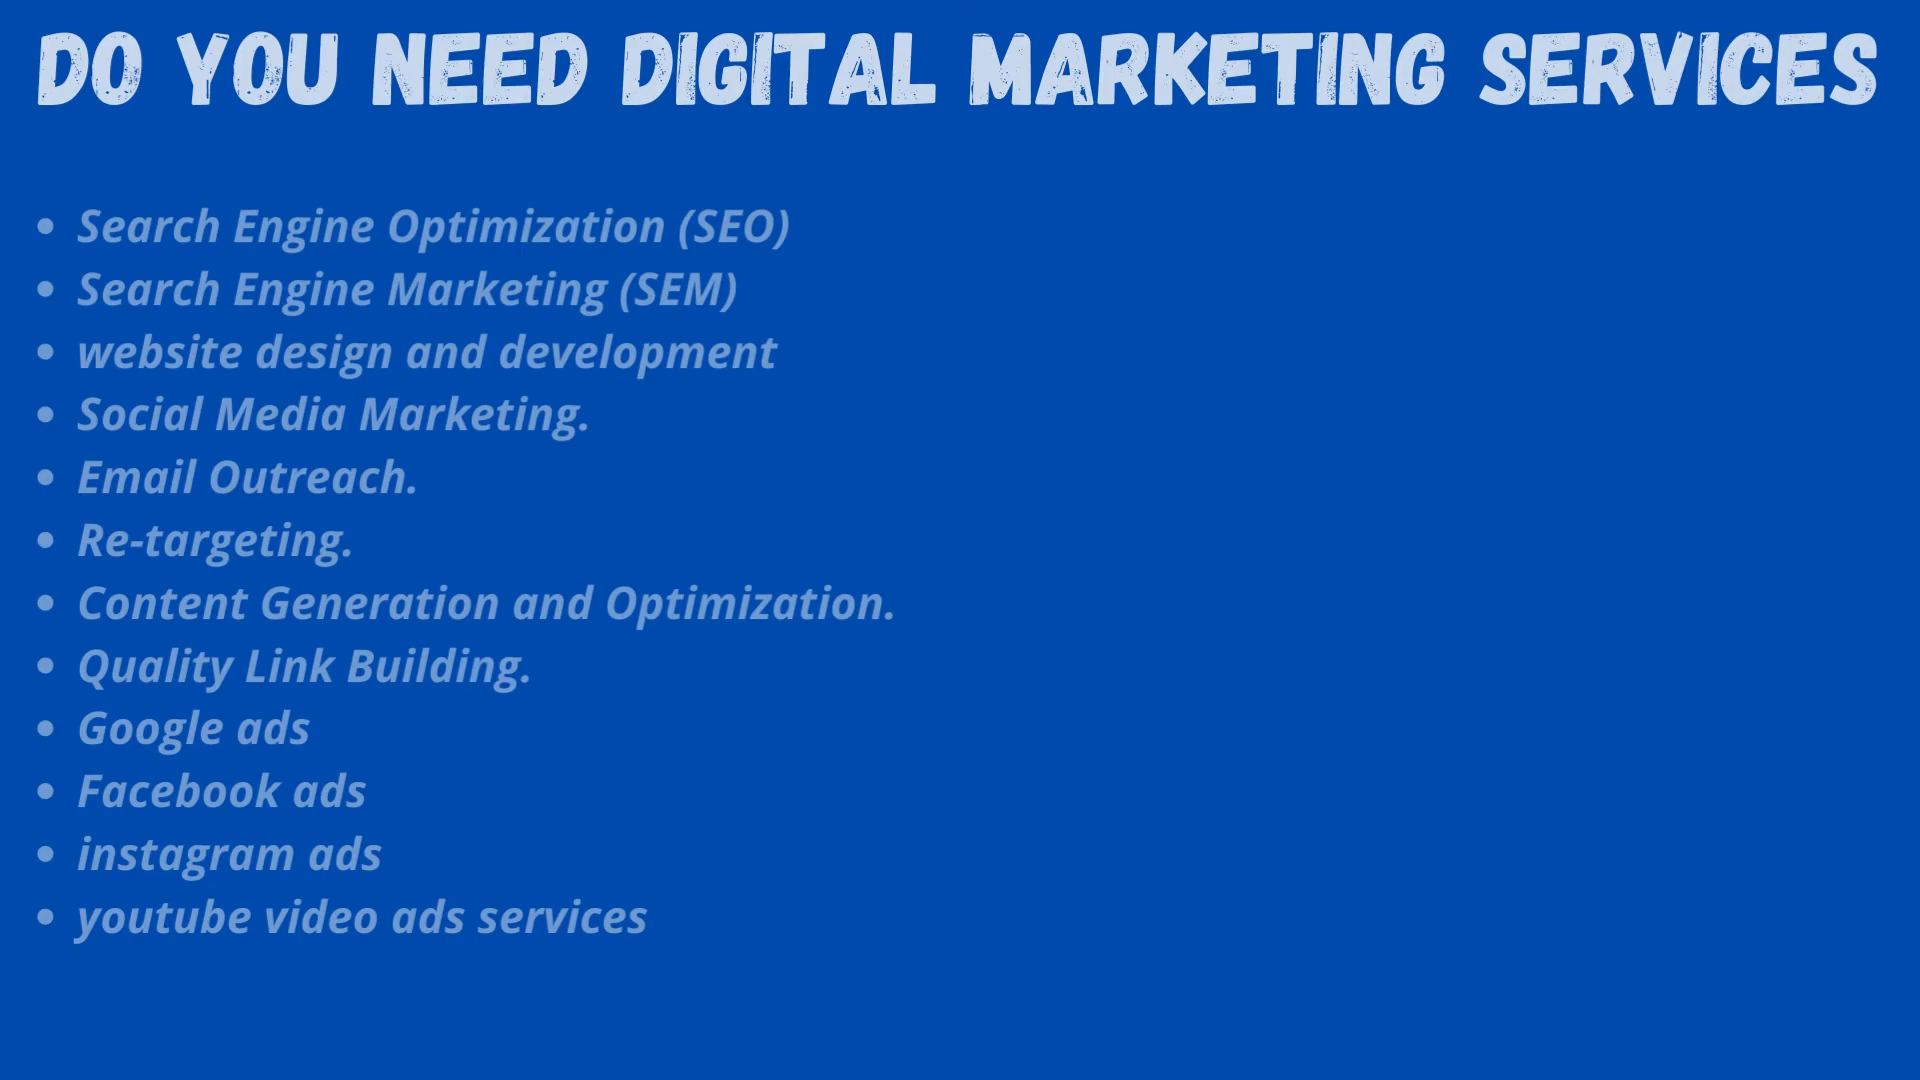 DO YOU NEED DIGITAL MARKETING SERVICES
• Search Engine Optimization (SEO)
• Search Engine Marketing (SEM)
• website design and development
• Social Media Marketing.
• Email Outreach.
• Re-targeting.
• Content Generation and Optimization.
• Quality Link Building.
• Google ads
• Facebook ads
• instagram ads
• youtube video ads services